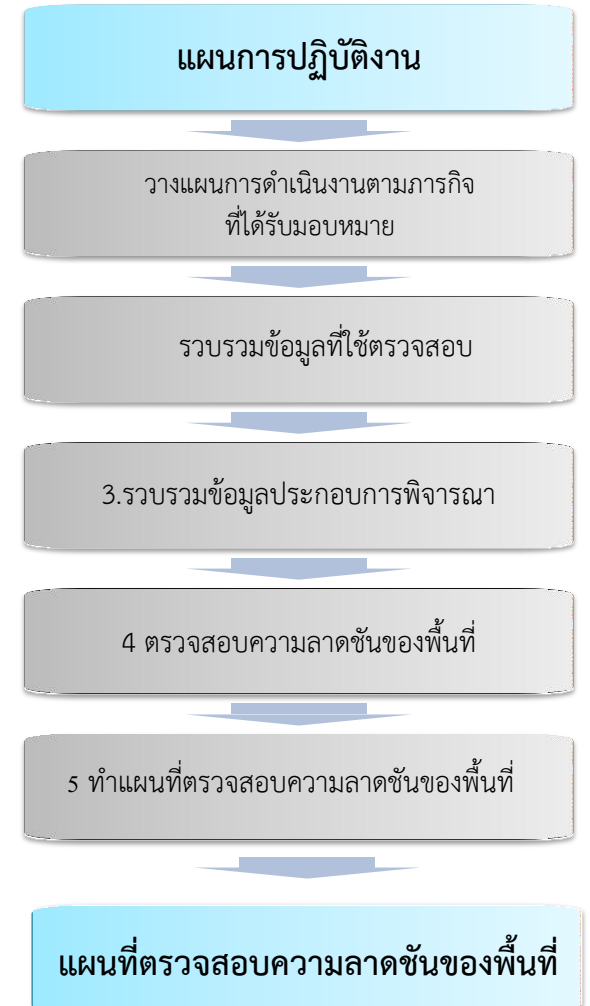 แผนการปฏิบัติงาน
วางแผนการดำเนินงานตามภารกิจ
ที่ได้รับมอบหมาย
รวบรวมข้อมูลที่ใช้ตรวจสอบ
3.รวบรวมข้อมูลประกอบการพิจารณา
4 ตรวจสอบความลาดชันของพื้นที่
5 ทำแผนที่ตรวจสอบความลาดชันของพื้นที่
แผนที่ตรวจสอบความลาดชันของพื้นที่